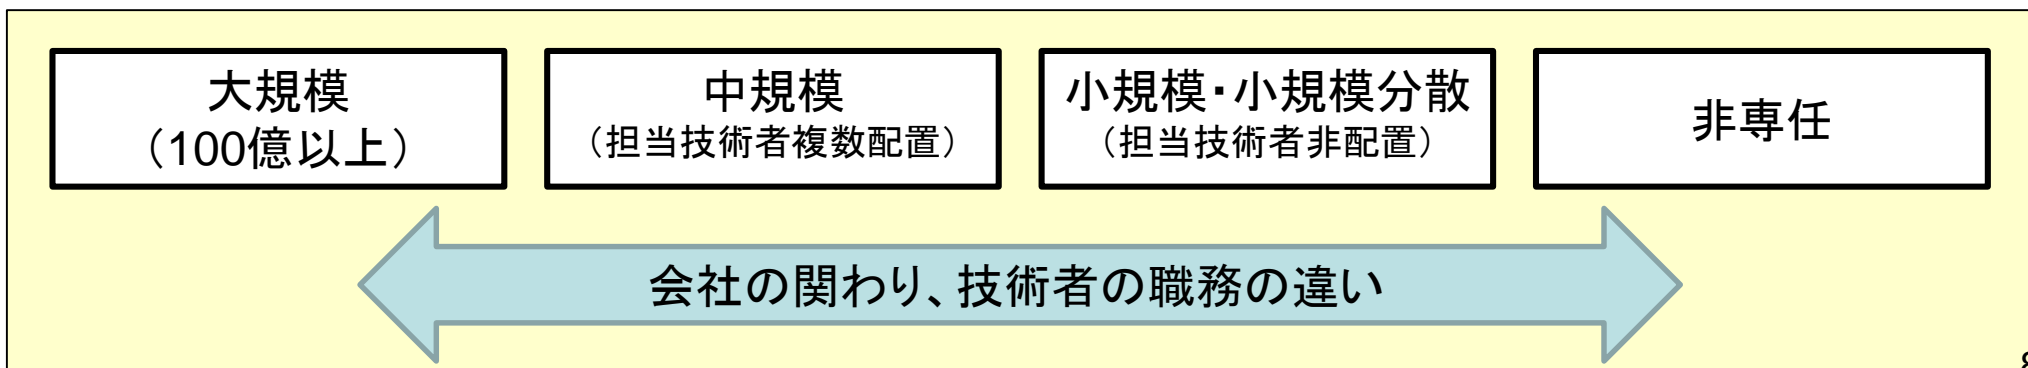 大規模
（100億以上）
中規模
（担当技術者複数配置）
小規模・小規模分散
（担当技術者非配置）
非専任
会社の関わり、技術者の職務の違い